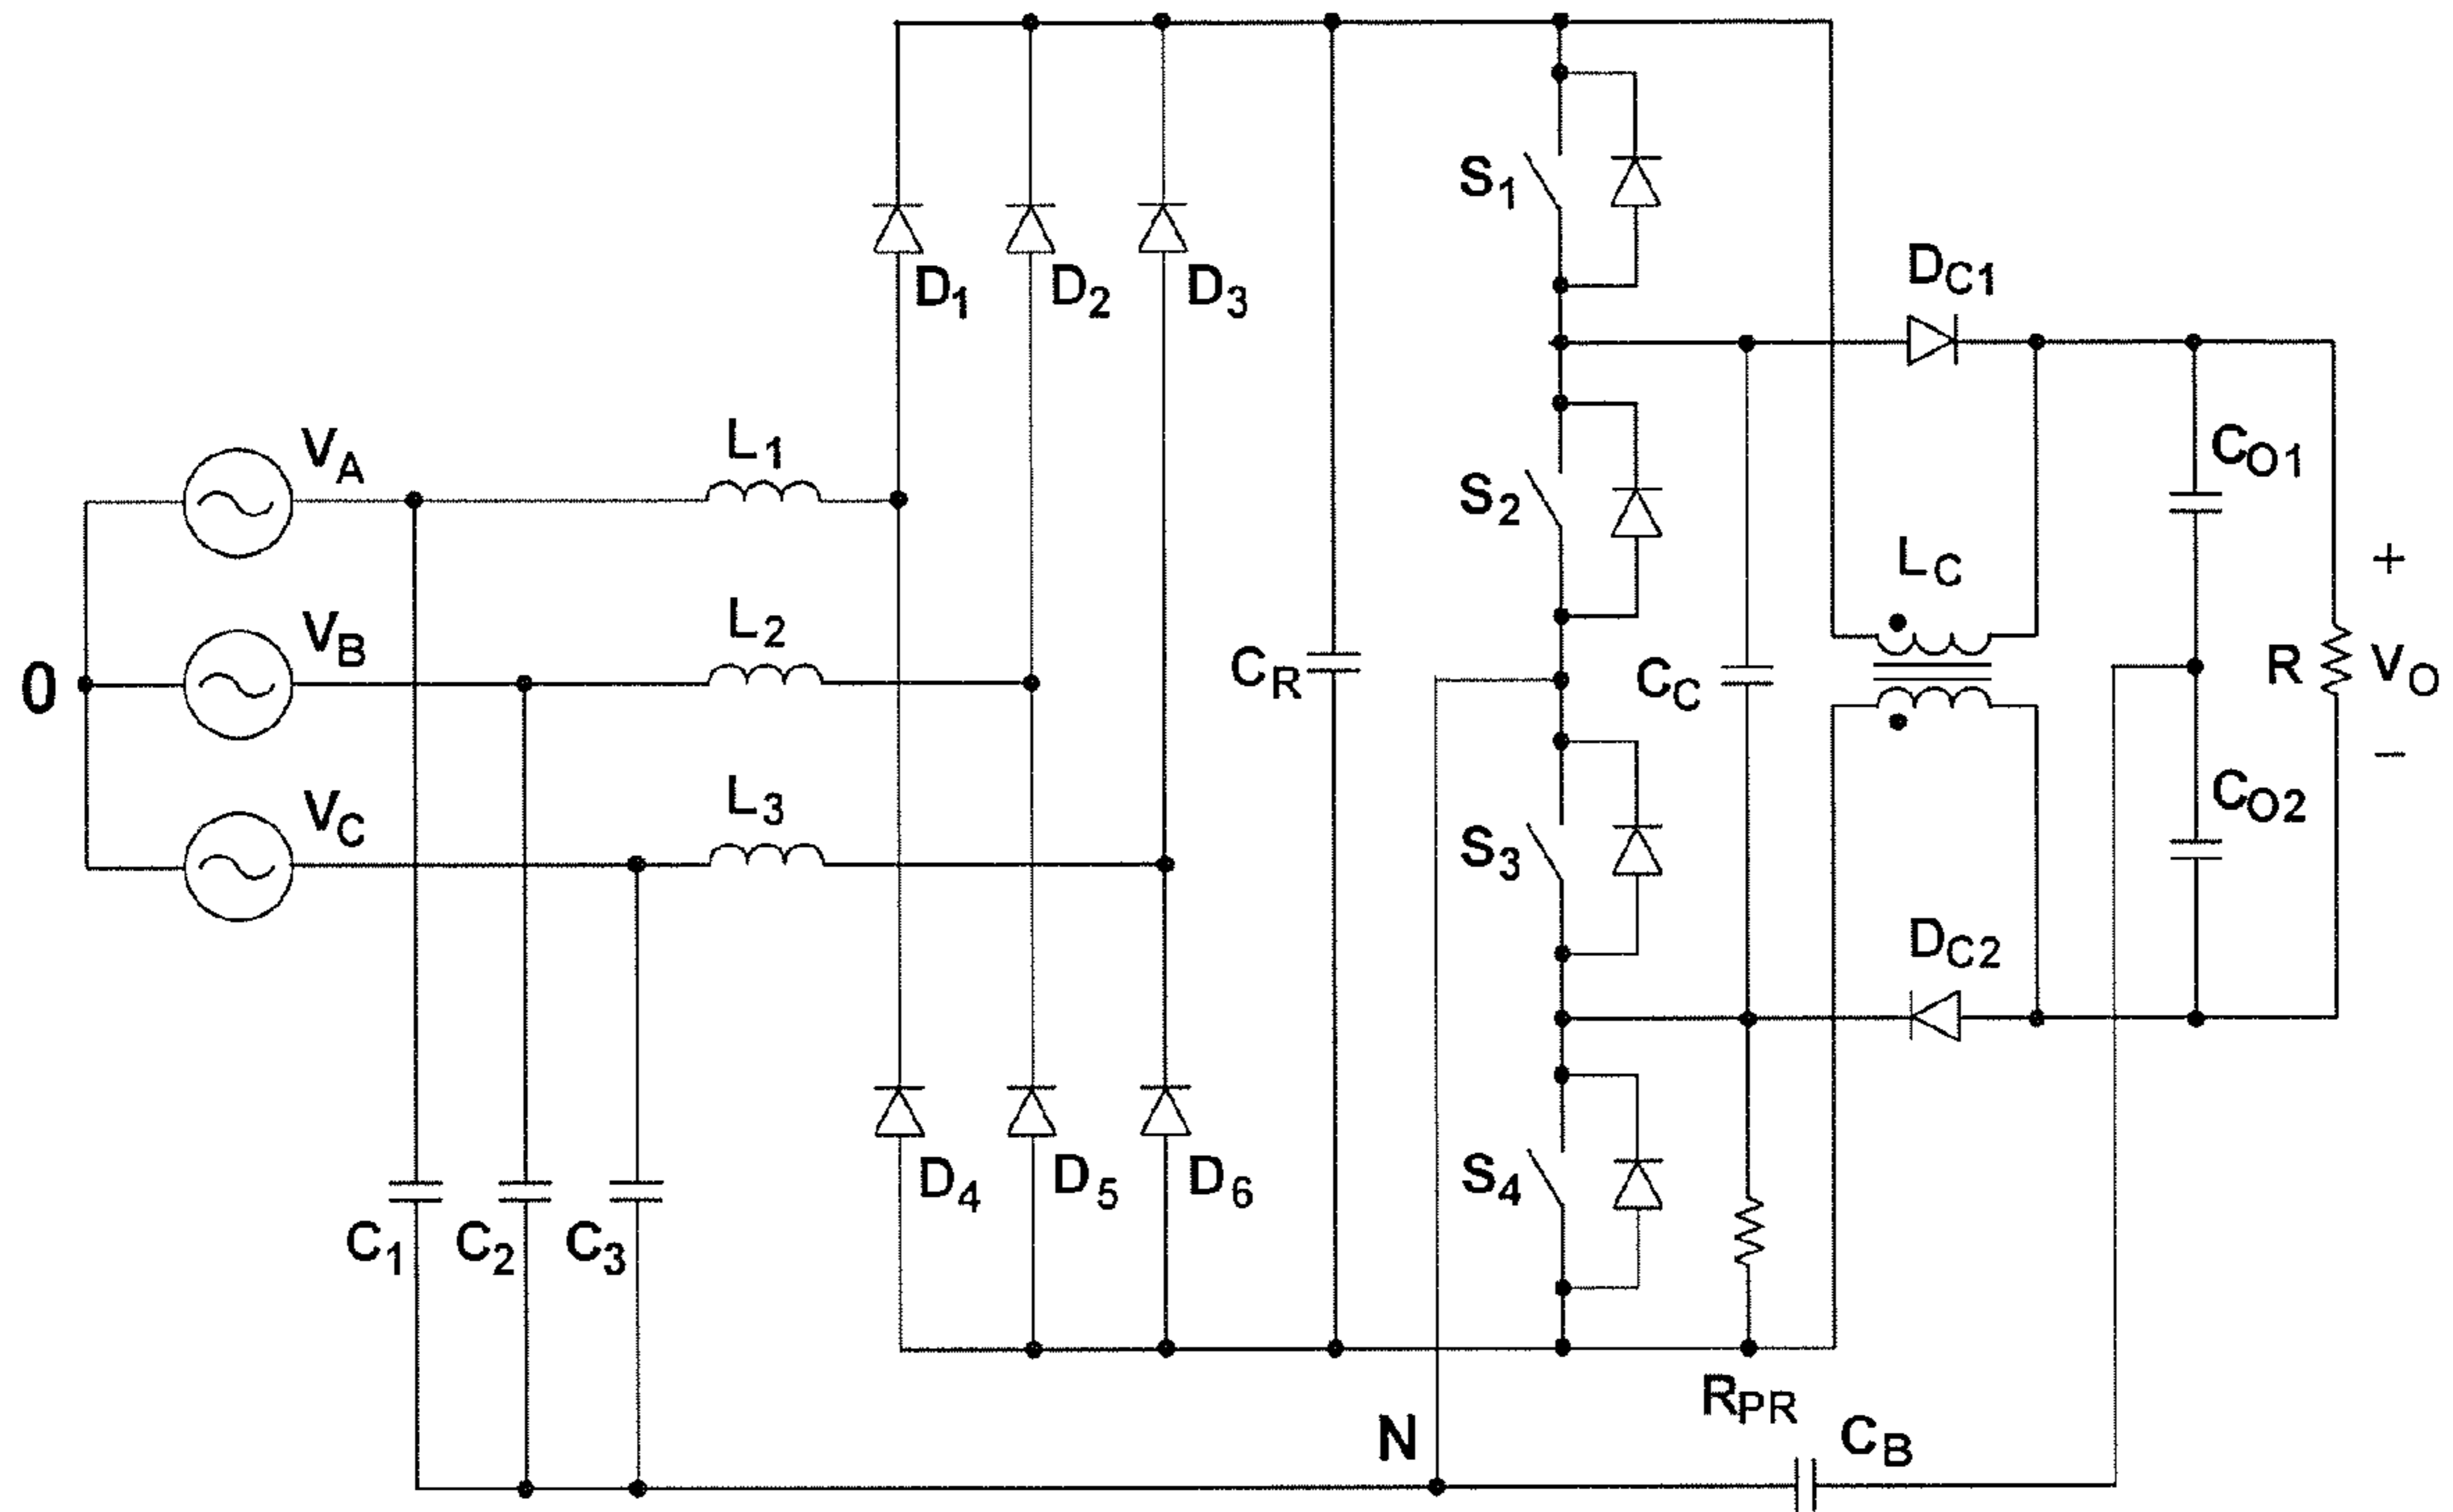 S1
DC1
D1
D2
D3
VA
L1
CO1
S2
LC
VB
L2
0
CR
CC
R
VO
+
−
VC
L3
S3
CO2
DC2
D4
D5
D6
S4
C1
C2
C3
RPR
N
CB